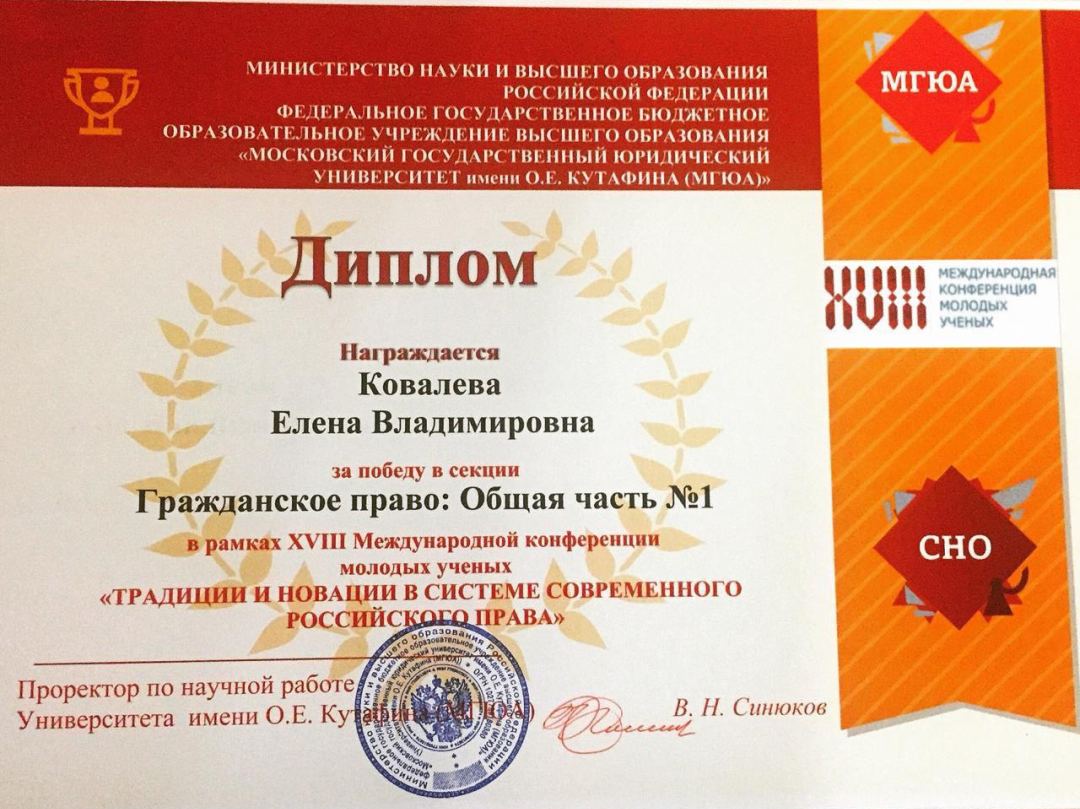 МИНИСТЕРСТВО НАУКИ И ВЫСШЕГО ОБРАЗОВАНИЯ
РОССИЙСКОЙ ФЕДЕРАЦИИ
ФЕДЕРАЛЬНОЕ ГОСУДАРСТВЕННОЕ БЮДЖЕТНОЕ
ОБРАЗОВАТЕЛЬНОЕ УЧРЕЖДЕНИЕ ВЫСШЕГО ОБРАЗОВАНИЯ
«МОСКОВСКИЙ ГОСУДАРСТВЕННЫЙ ЮРИДИЧЕСКИЙ
УНИВЕРСИТЕТ имени О.Е. КУТАФИНА (МГЮА)»
МГЮА
XVIII
МЕЖДУНАРОДНАЯ
КОНФЕРЕНЦИЯ
МОЛОДЫХ
УЧЕНЫХ
Диплом
Награждается
Ковалева
Елена Владимировна
за победу в секции
Гражданское право: Общая часть №1
в рамках XVIII Международной конференции
молодых ученых
«ТРАДИЦИИ И НОВАЦИИ В СИСТЕМЕ СОВРЕМЕННОГО
РОССИЙСКОГО ПРАВА»
СНО
Проректор по научной работе
Университета имени О.Е. Кутафина (МГЮА)
В. Н. Синюков